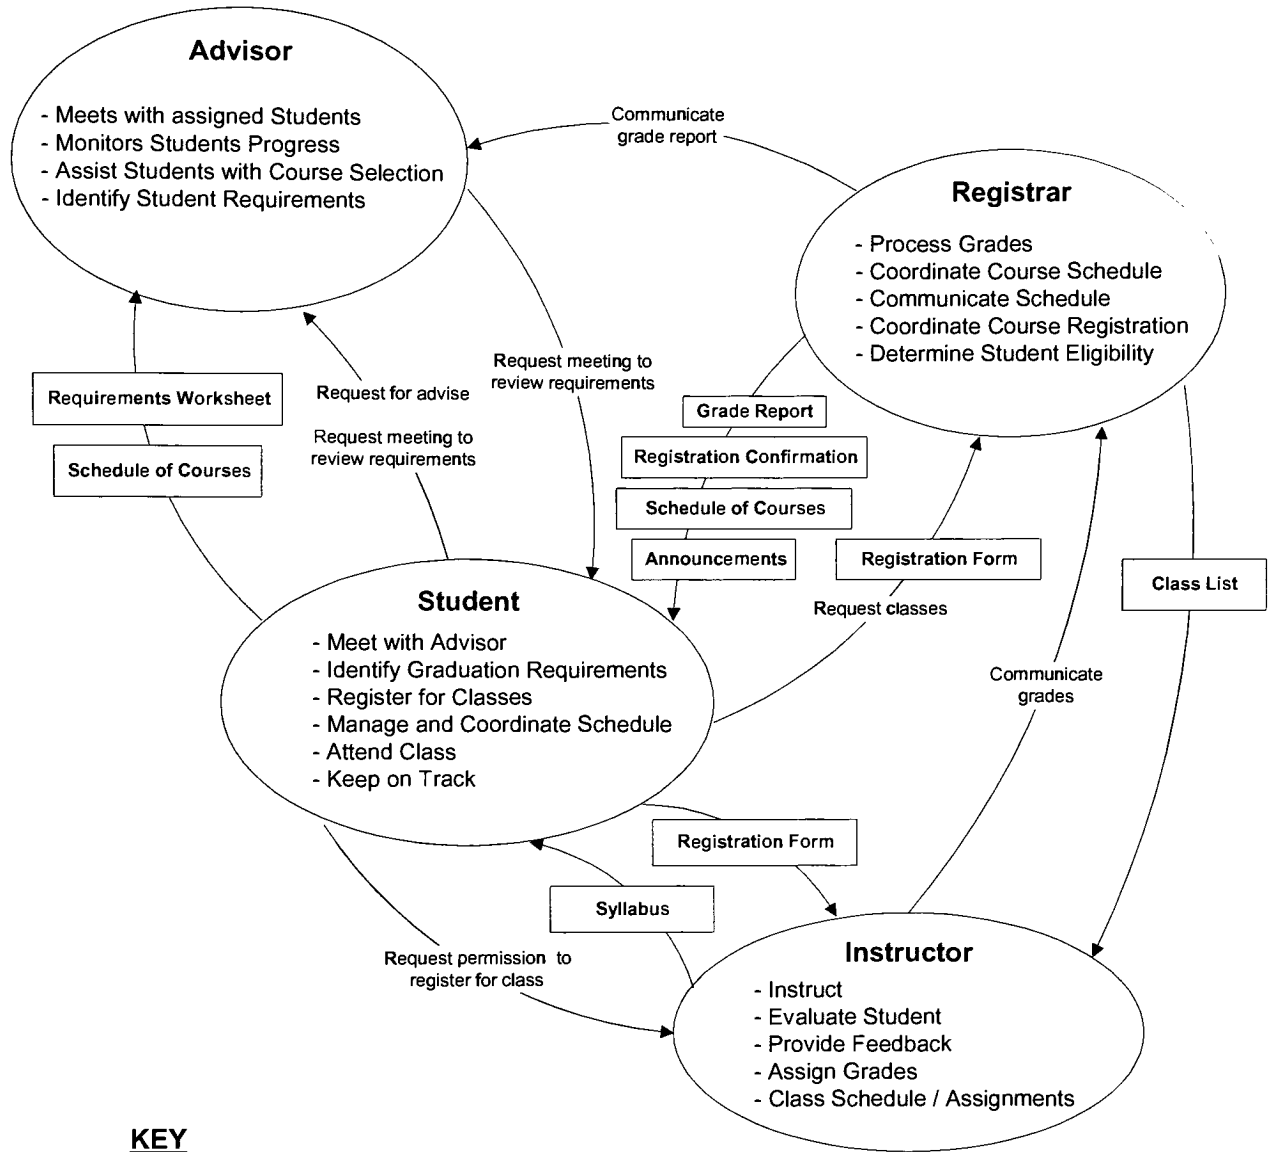 Advisor
- Meets with assigned Students
- Monitors Students Progress
- Assist Students with Course Selection
- Identify Student Requirements
Communicate
grade report
Registrar
- Process Grades
- Coordinate Course Schedule
- Communicate Schedule
- Coordinate Course Registration
- Determine Student Eligibility
Requirements Worksheet
Schedule of Courses
Request for advise
Request meeting to
review requirements
Request meeting to
review requirements
Grade Report
Registration Confirmation
Schedule of Courses
Announcements
Registration Form
Request classes
Class List
Student
- Meet with Advisor
- Identify Graduation Requirements
- Register for Classes
- Manage and Coordinate Schedule
- Attend Class
- Keep on Track
Communicate
grades
Registration Form
Syllabus
Request permission to
register for class
Instructor
- Instruct
- Evaluate Student
- Provide Feedback
- Assign Grades
- Class Schedule / Assignments
KEY